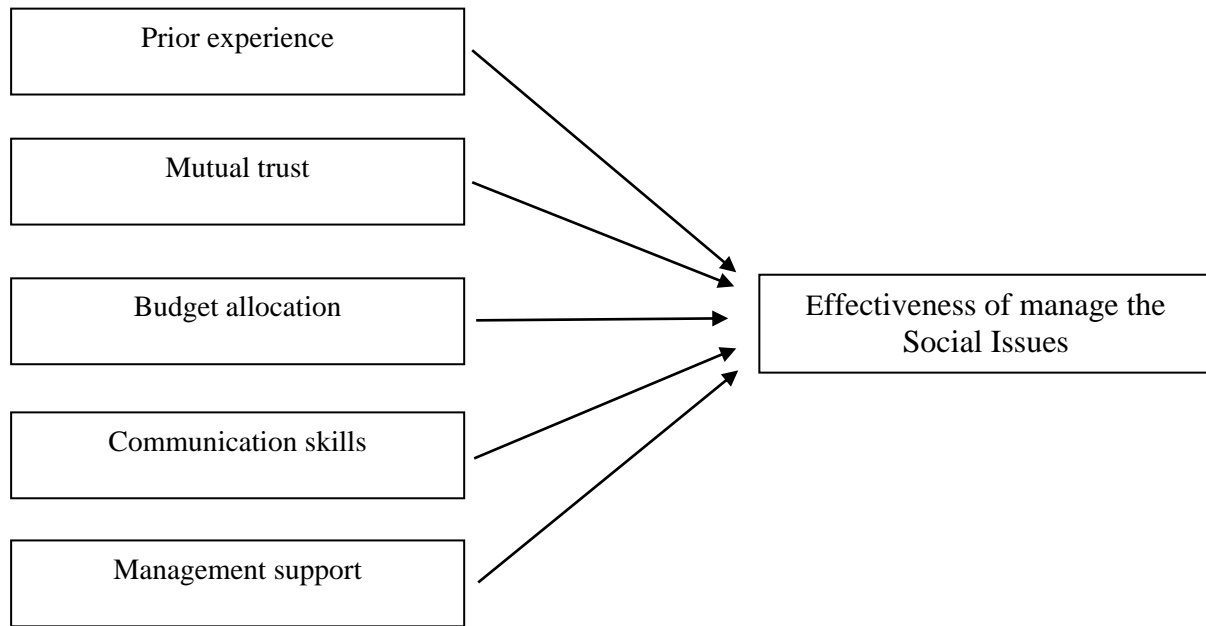 Prior experience
Mutual trust
Budget allocation
Communication skills
Management support
Effectiveness of manage the
Social Issues